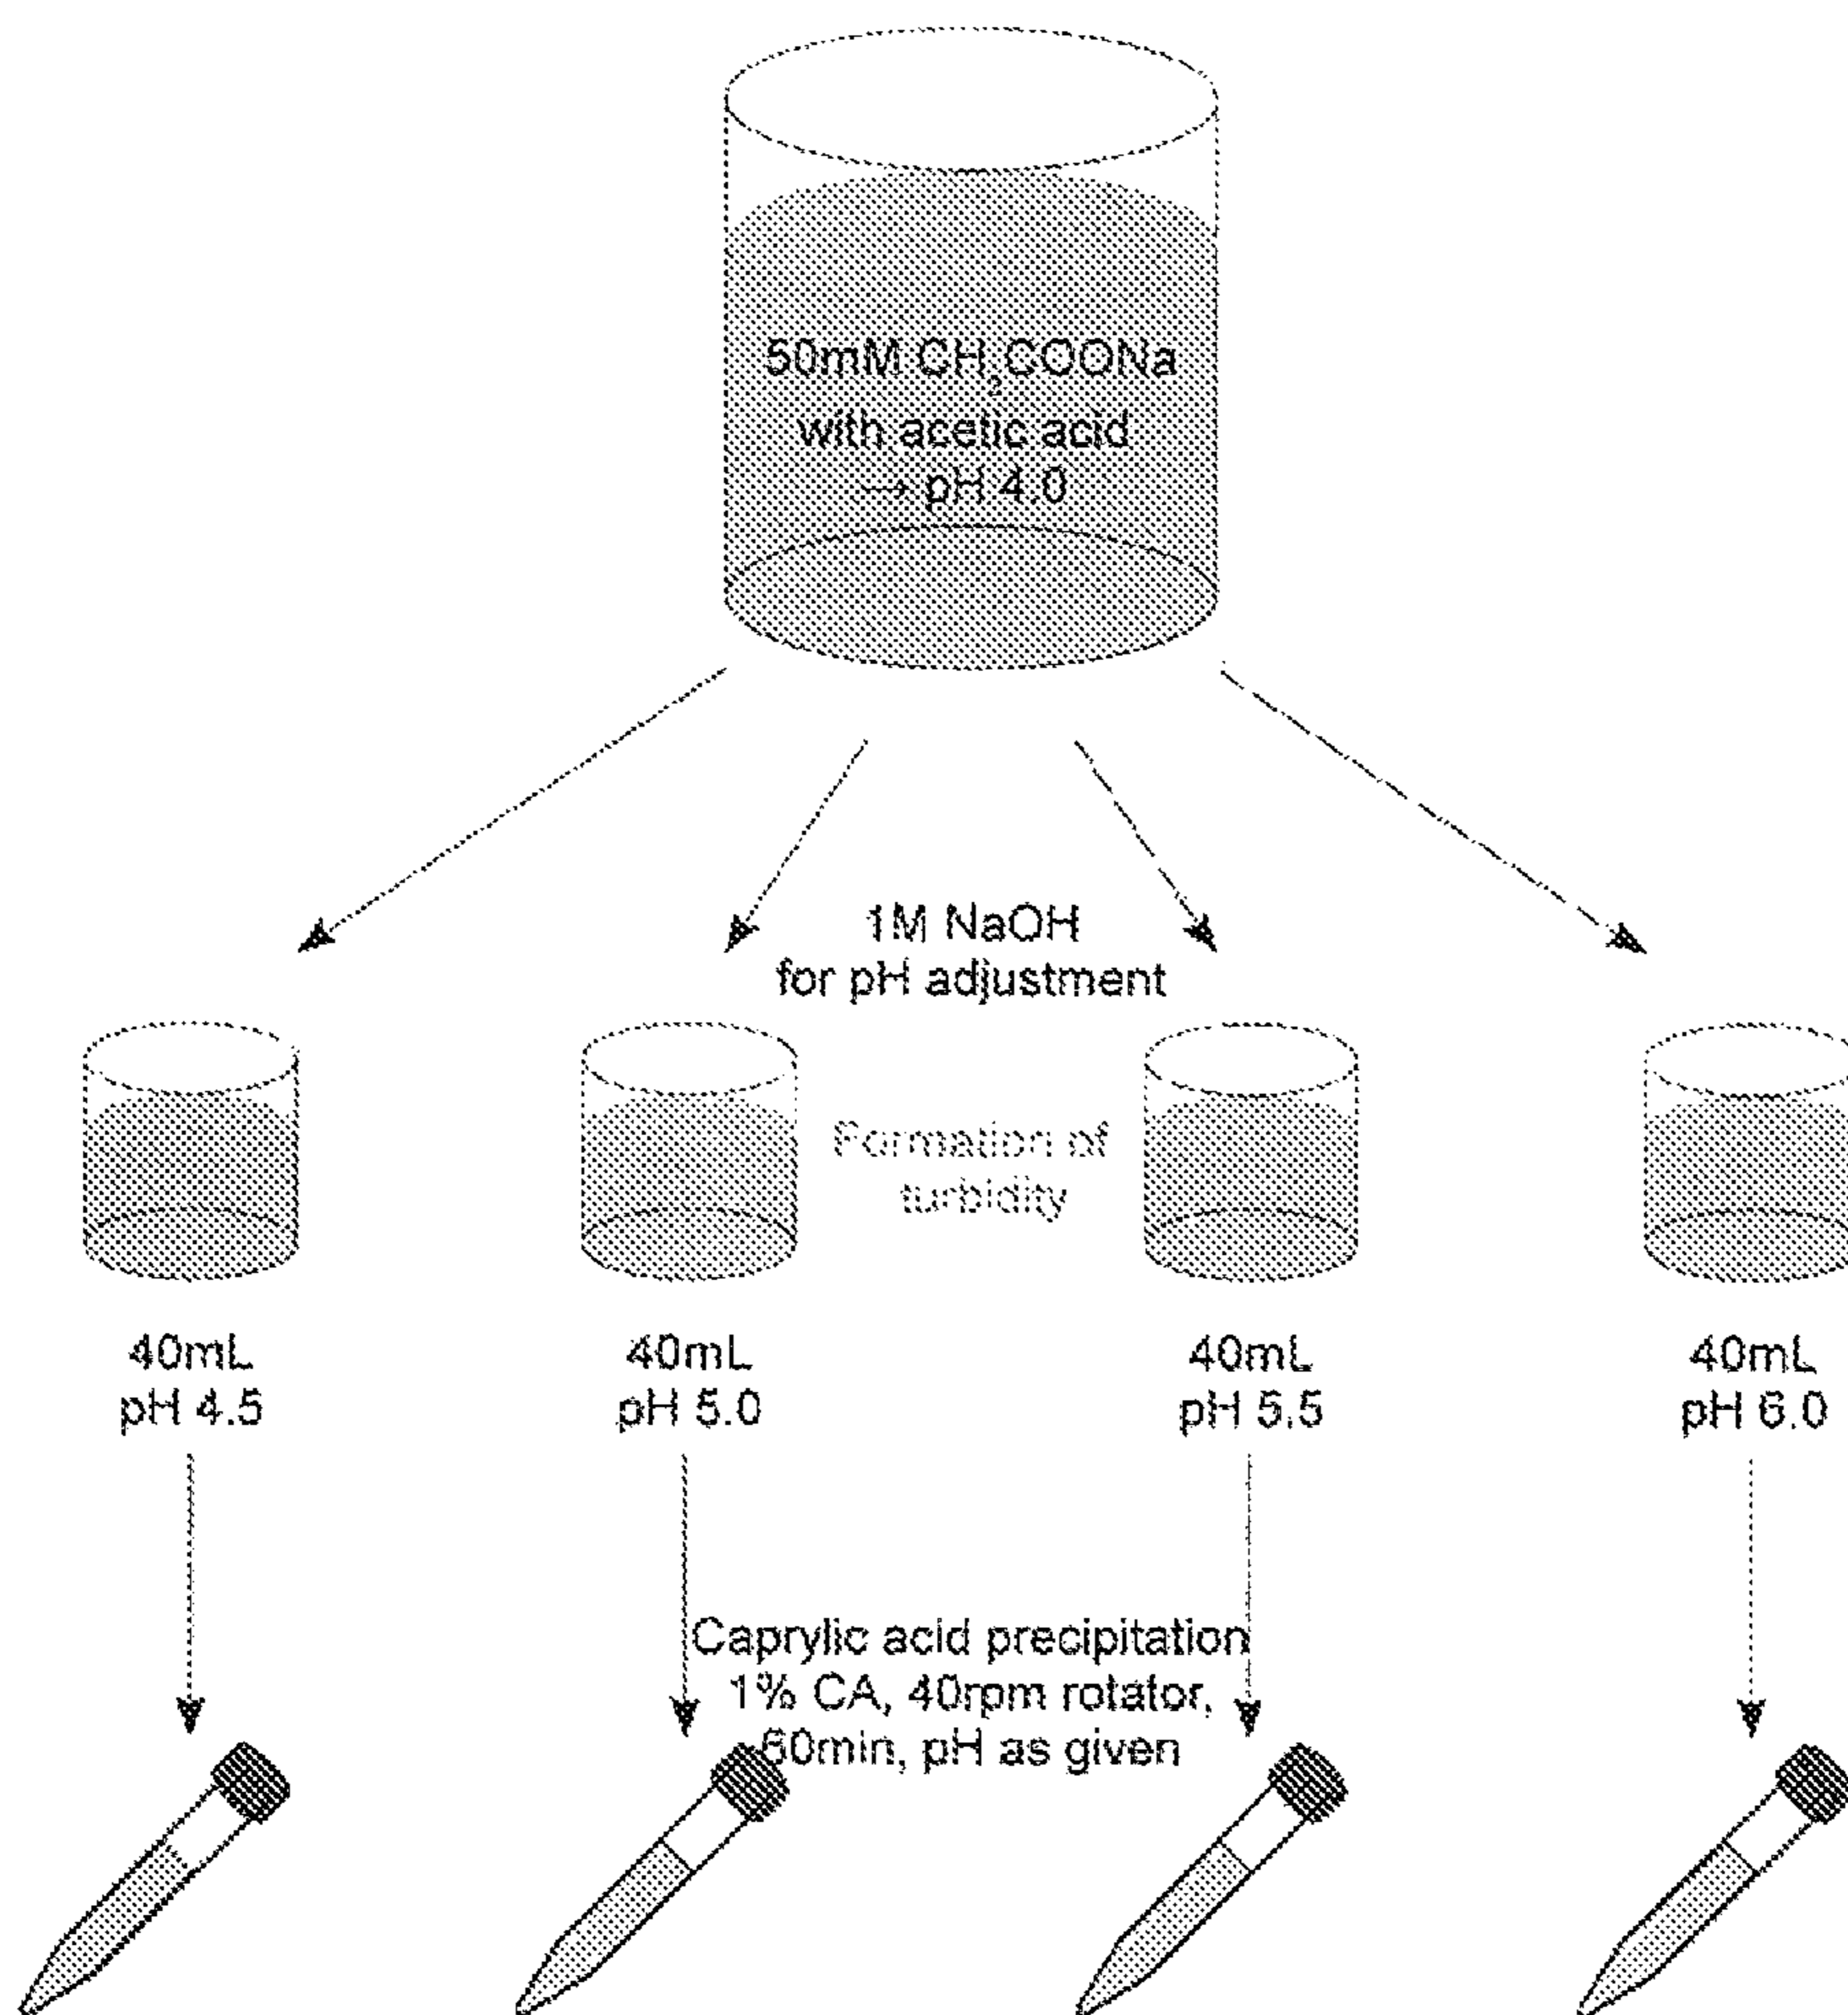 50mM CH₂COONa
with acetic acid
→ pH 4.0
1M NaOH
for pH adjustment
Formation of
turbidity
40mL
pH 4.5
40mL
pH 5.0
40mL
pH 5.5
40mL
pH 6.0
Caprylic acid precipitation
1% CA, 40rpm rotator,
60min, pH as given